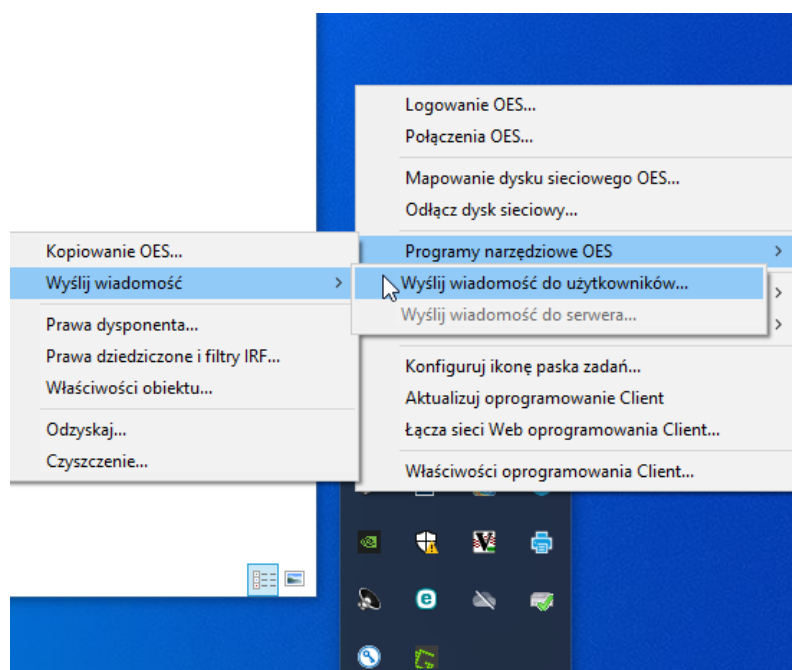 Logowanie OES...
Połączenia OES...
Mapowanie dysku sieciowego OES...
Odłącz dysk sieciowy...
Programy narzędziowe OES
Kopiowanie OES...
Wyślij wiadomość
Prawa dysponenta...
Prawa dziedziczone i filtry IRF...
Właściwości obiektu...
Odzyskaj...
Czyszczenie...
Wyślij wiadomość do użytkowników...
Wyślij wiadomość do serwera...
Konfiguruj ikonę paska zadań...
Aktualizuj oprogramowanie Client
Łącza sieci Web oprogramowania Client...
Właściwości oprogramowania Client...